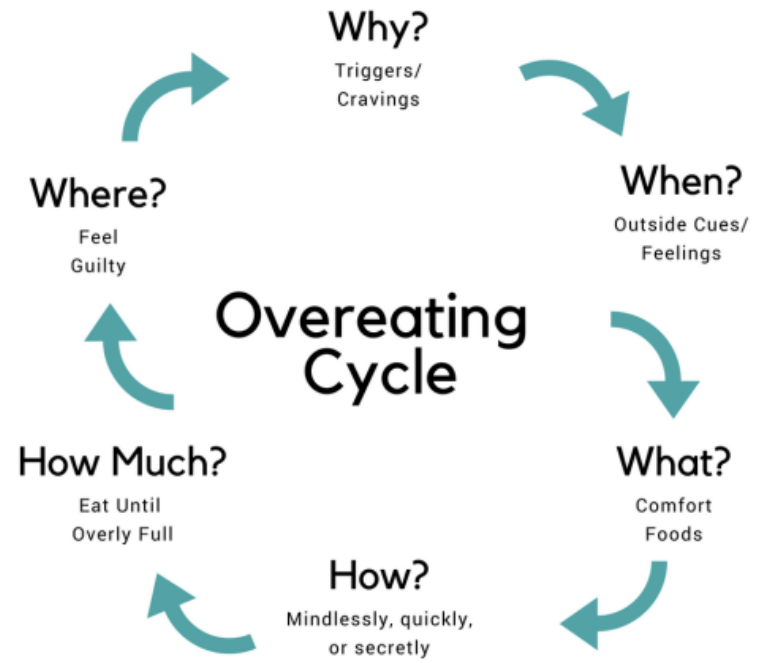 Why?
Triggers/
Cravings
When?
Outside Cues/
Feelings
What?
Comfort
Foods
How?
Mindlessly, quickly,
or secretly
How Much?
Eat Until
Overly Full
Where?
Feel
Guilty
Overeating
Cycle